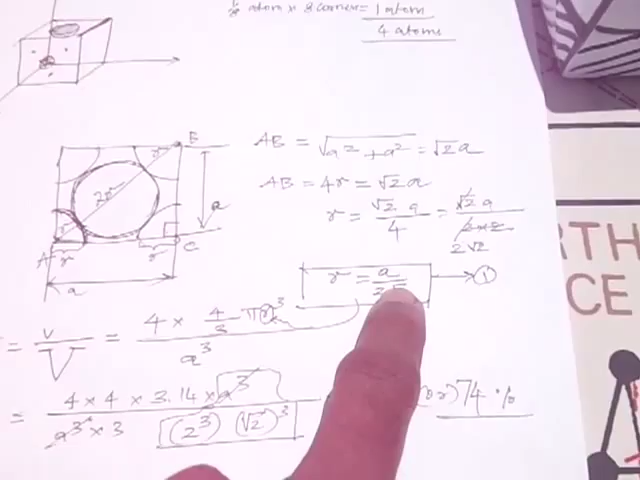 1/8 atom × 8 corners = 1 atom
4 atoms
B
AB = √a² + a² = √2 a
AB = 4r = √2 a
2r
a
r = √2 a / 4 = √2 a / 2×2
2√2
A r r C
a
r = a / → 1
= v / V = 4 × 4/3 πr³ / a³
= 4 × 4 × 3.14 × a³ / a³ × 3 (2³) (√2)³
(or) 74 %
RTH
CE